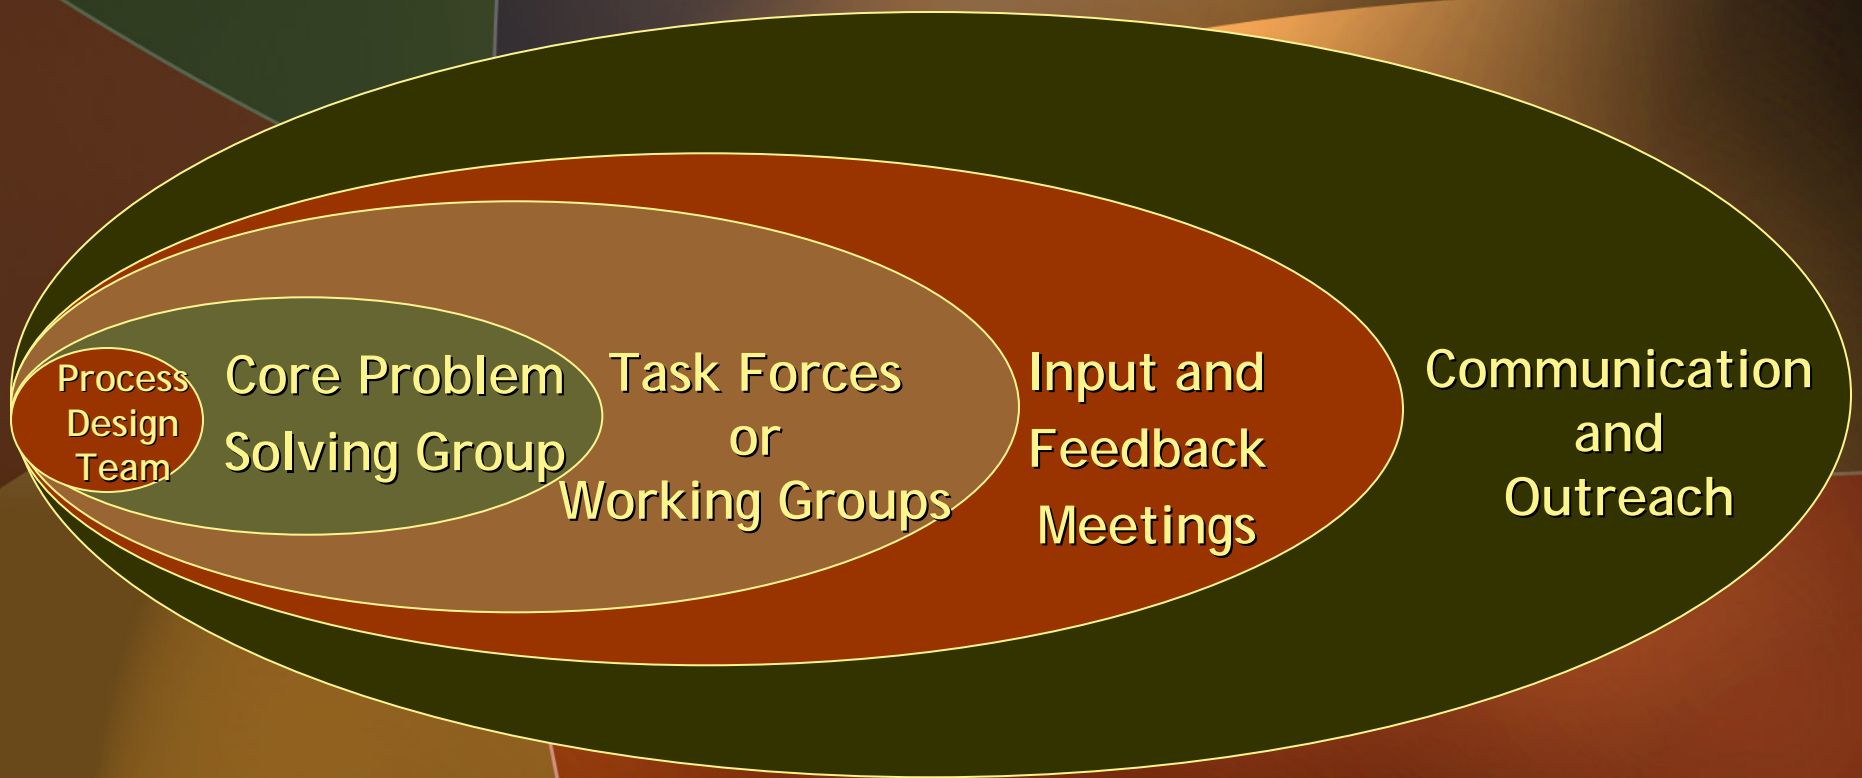 Process
Design
Team
Core Problem
Solving Group
Task Forces
or
Working Groups
Input and
Feedback
Meetings
Communication
and
Outreach